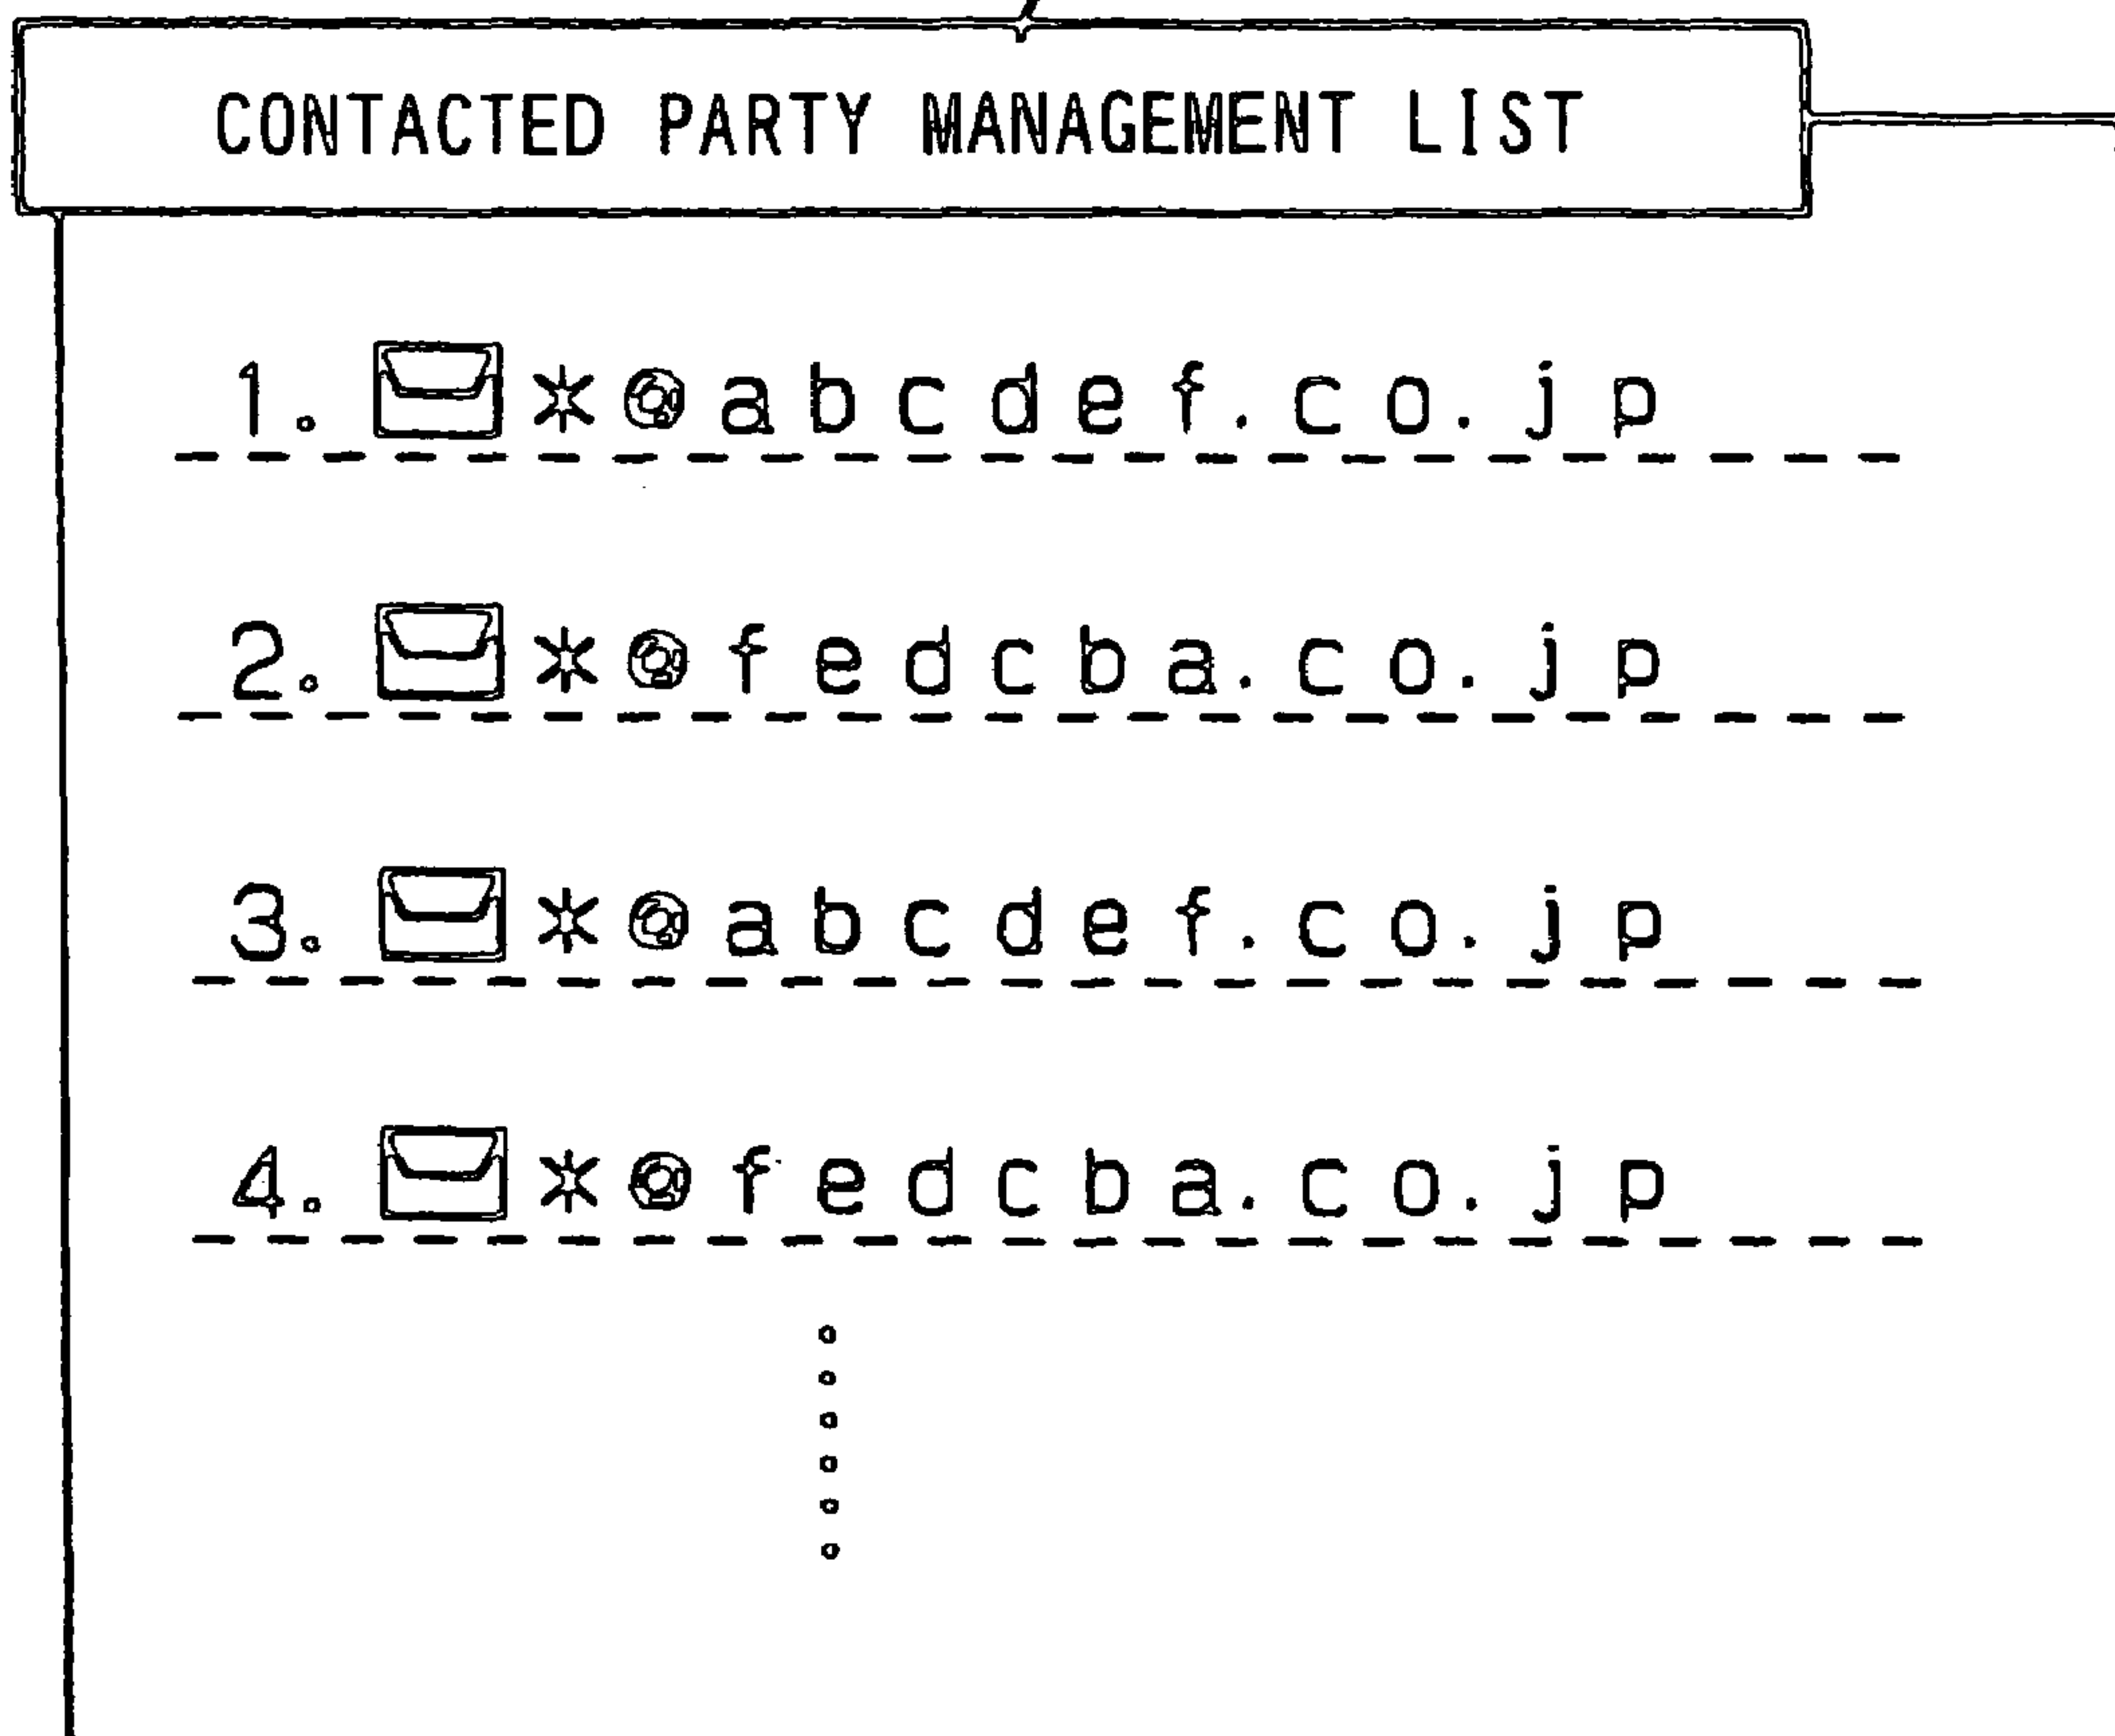 CONTACTED PARTY MANAGEMENT LIST
1. *@abcdef.co.jp
2. *@fedcba.co.jp
3. *@abcdef.co.jp
4. *@fedcba.co.jp